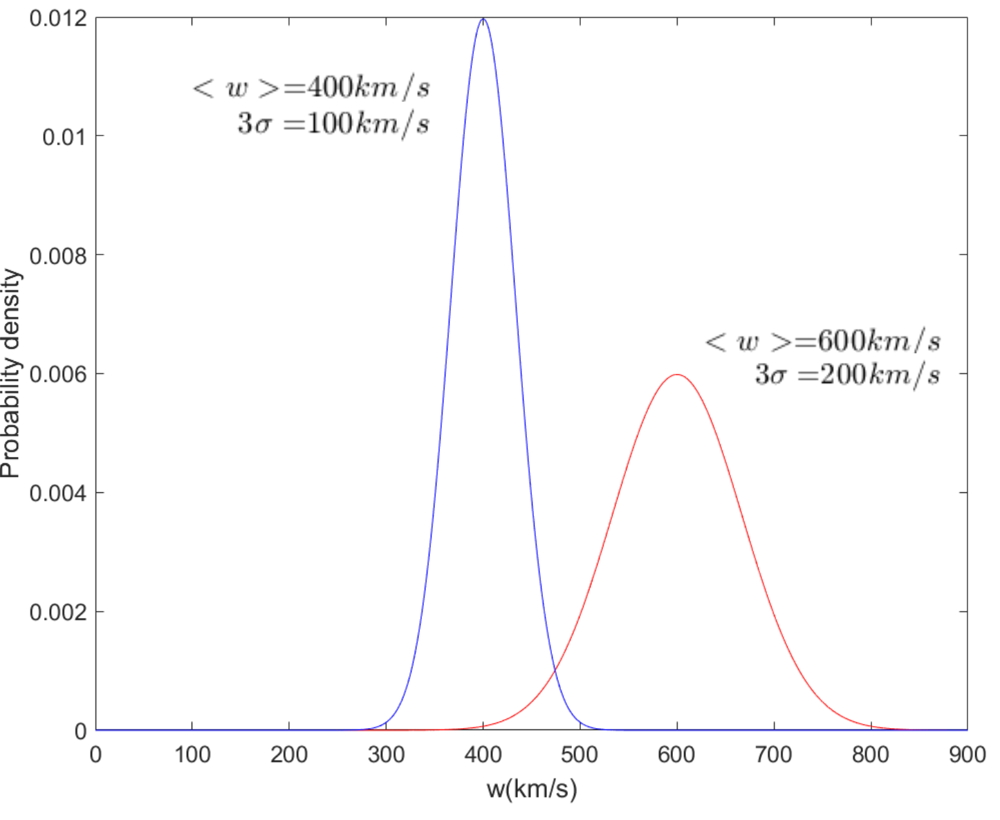 0.012
0.01
0.008
0.006
0.004
0.002
0
Probability density
< w >=400km/s
3σ =100km/s
< w >=600km/s
3σ =200km/s
0 100 200 300 400 500 600 700 800 900
w(km/s)